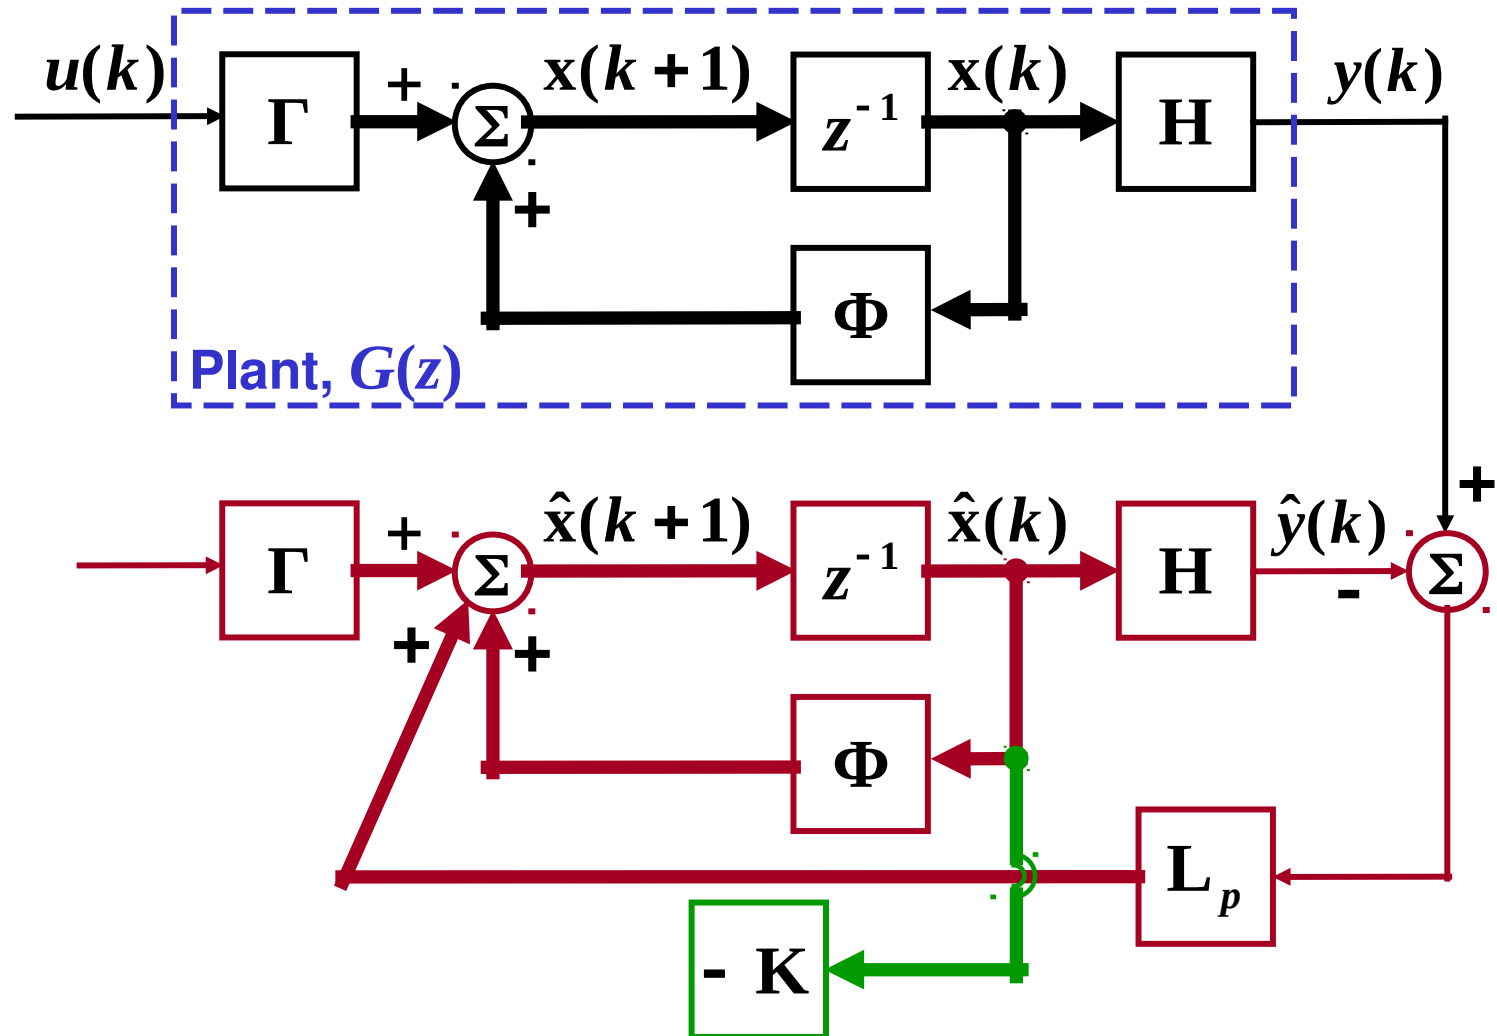 u(k) x(k + 1) x(k) y(k)
+
Γ Σ z⁻¹ H
+
Φ
Plant, G(z)
+
x̂(k + 1) x̂(k) ŷ(k)
+
Γ Σ z⁻¹ H Σ
-
+ +
Φ
L_p
- K